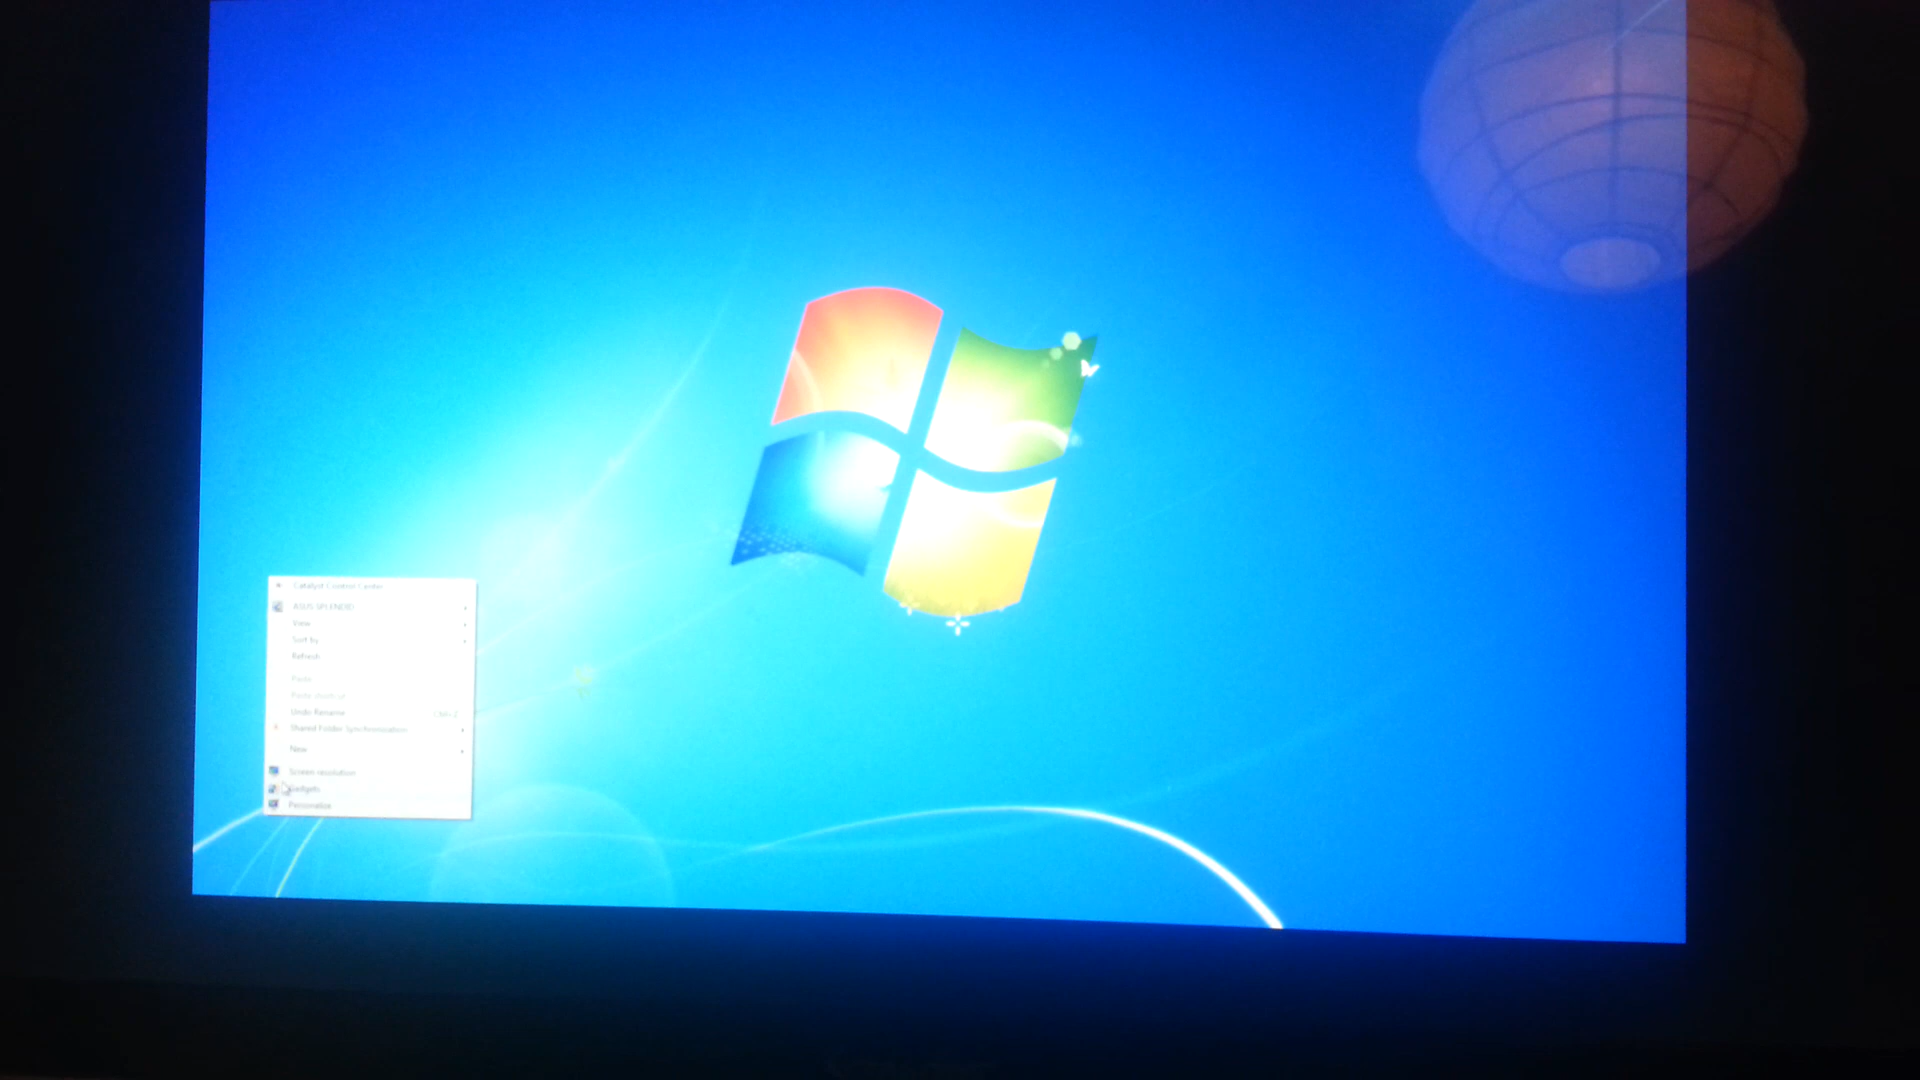 Catalyst Control Center
ASUS SPLENDID
View
Sort by
Refresh
Paste
Paste shortcut
Undo Rename Ctrl+Z
Shared Folder Synchronization
New
Screen resolution
Gadgets
Personalize